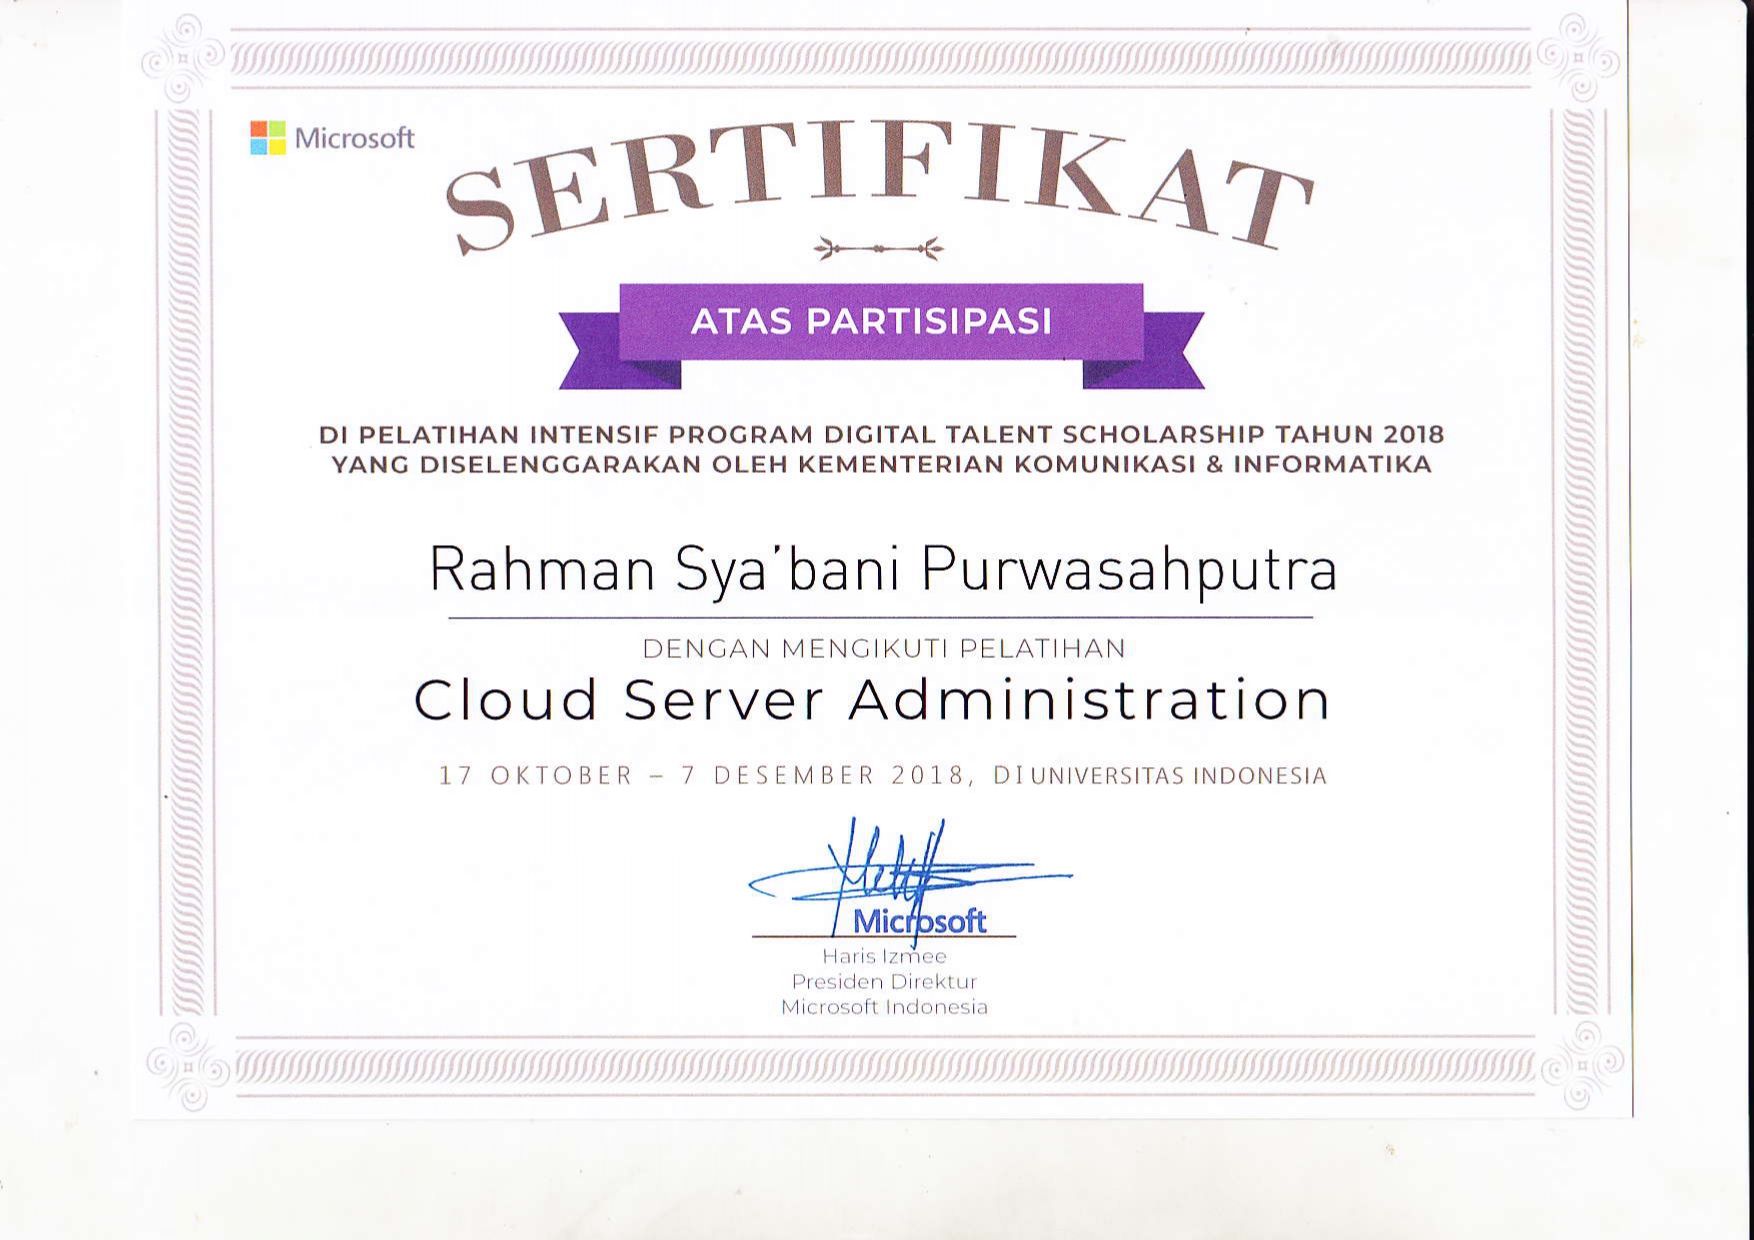 Microsoft
SERTIFIKAT
ATAS PARTISIPASI
DI PELATIHAN INTENSIF PROGRAM DIGITAL TALENT SCHOLARSHIP TAHUN 2018
YANG DISELENGGARAKAN OLEH KEMENTERIAN KOMUNIKASI & INFORMATIKA
Rahman Sya'bani Purwasahputra
DENGAN MENGIKUTI PELATIHAN
Cloud Server Administration
17 OKTOBER – 7 DESEMBER 2018, DI UNIVERSITAS INDONESIA
Microsoft
Haris Izmee
Presiden Direktur
Microsoft Indonesia